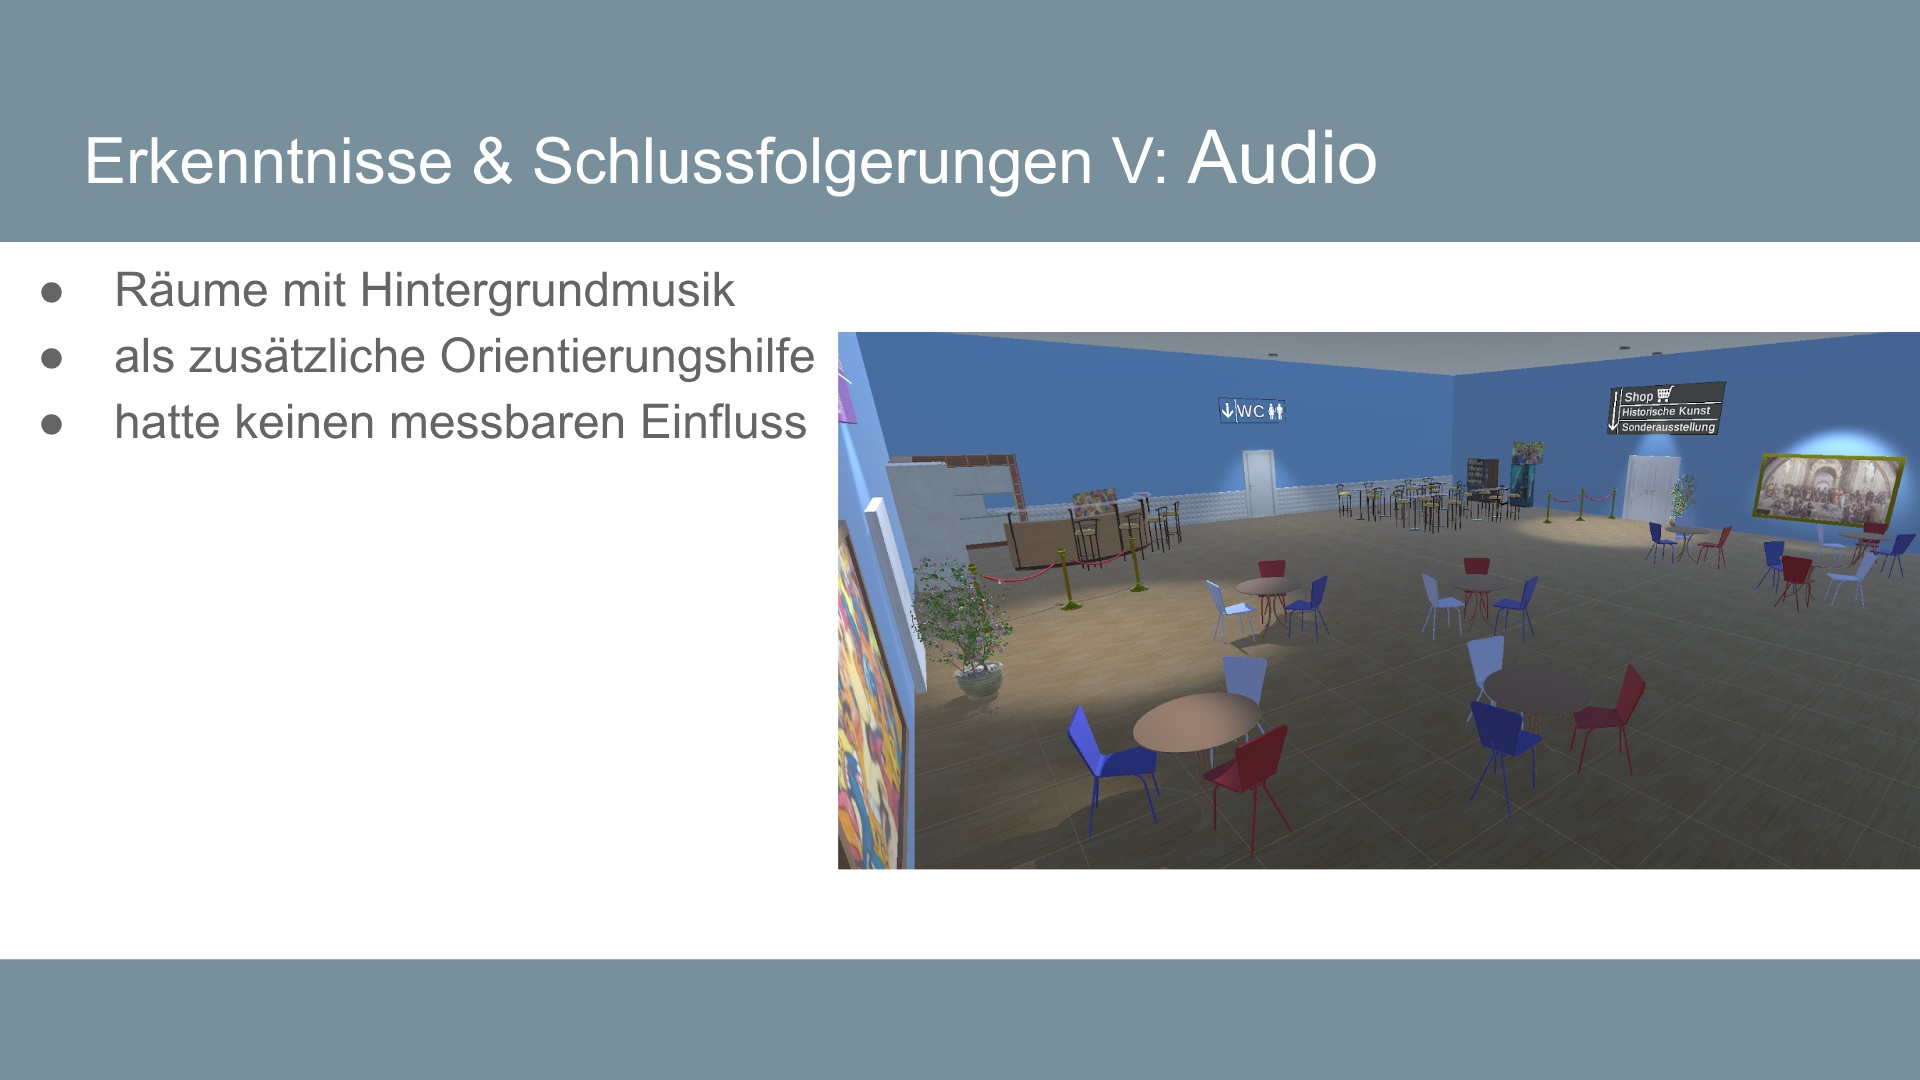 Erkenntnisse & Schlussfolgerungen V: Audio
● Räume mit Hintergrundmusik
● als zusätzliche Orientierungshilfe
● hatte keinen messbaren Einfluss
WC
Shop
Historische Kunst
Sonderausstellung